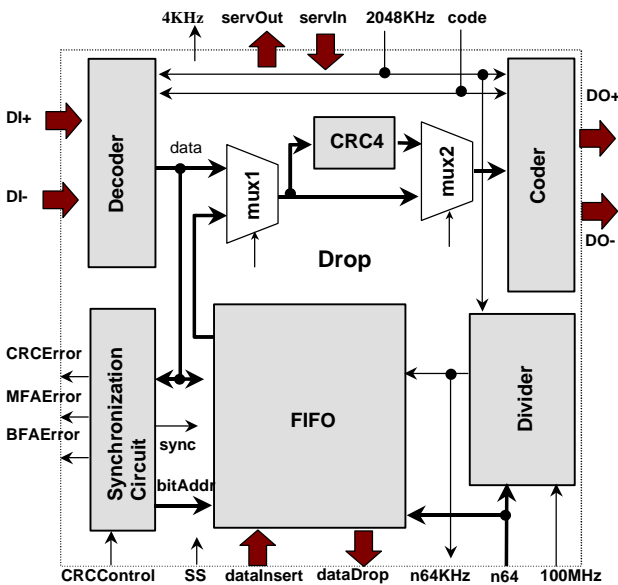 4KHz
servOut
servIn
2048KHz
code
DI+
DI-
Decoder
data
mux1
CRC4
mux2
Coder
DO+
DO-
Drop
CRCError
MFAError
BFAError
Synchronization
Circuit
sync
bitAddr
FIFO
Divider
CRCControl
SS
dataInsert
dataDrop
n64KHz
n64
100MHz